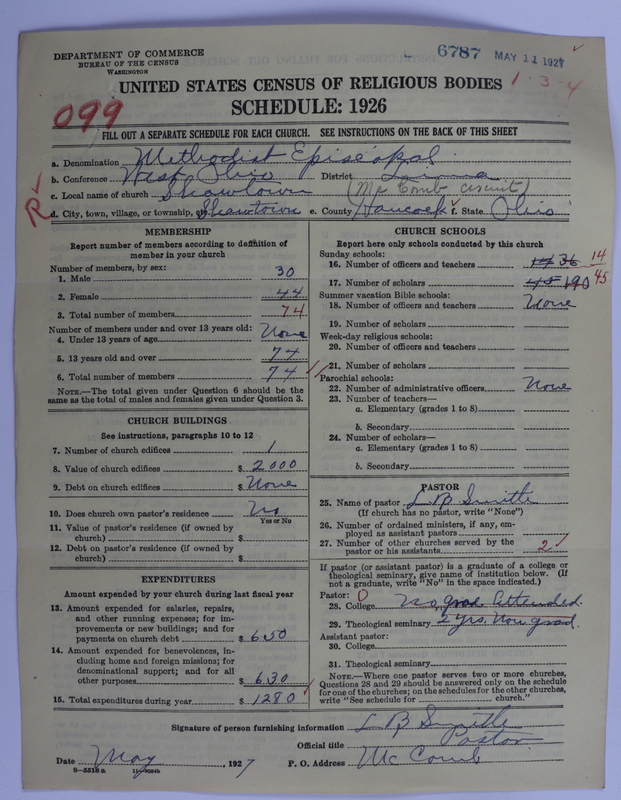 DEPARTMENT OF COMMERCE
BUREAU OF THE CENSUS
WASHINGTON
6787 MAY 11 1927
UNITED STATES CENSUS OF RELIGIOUS BODIES
1-3-4
SCHEDULE: 1926
099
FILL OUT A SEPARATE SCHEDULE FOR EACH CHURCH. SEE INSTRUCTIONS ON THE BACK OF THIS SHEET
a. Denomination Methodist Episcopal
b. Conference West Ohio District Lima
c. Local name of church Shawtown (Mc Comb circuit)
R
d. City, town, village, or township, Shawtown e. County Hancock f. State Ohio
MEMBERSHIP
Report number of members according to definition of member in your church
Number of members, by sex:
1. Male 30
2. Female 44
3. Total number of members 74
Number of members under and over 13 years old:
4. Under 13 years of age None
5. 13 years old and over 74
6. Total number of members 74
NOTE.—The total given under Question 6 should be the same as the total of males and females given under Question 3.
CHURCH BUILDINGS
See instructions, paragraphs 10 to 12
7. Number of church edifices 1
8. Value of church edifices $ 2000
9. Debt on church edifices $ None
10. Does church own pastor's residence No
Yes or No
11. Value of pastor's residence (if owned by church) $
12. Debt on pastor's residence (if owned by church) $
EXPENDITURES
Amount expended by your church during last fiscal year
13. Amount expended for salaries, repairs, and other running expenses; for improvements or new buildings; and for payments on church debt $ 650
14. Amount expended for benevolences, including home and foreign missions; for denominational support; and for all other purposes $ 630
15. Total expenditures during year $ 1280
CHURCH SCHOOLS
Report here only schools conducted by this church
Sunday schools:
16. Number of officers and teachers 14 36 14
17. Number of scholars 45 190 45
Summer vacation Bible schools:
18. Number of officers and teachers None
19. Number of scholars
Week-day religious schools:
20. Number of officers and teachers
21. Number of scholars
Parochial schools:
22. Number of administrative officers None
23. Number of teachers—
a. Elementary (grades 1 to 8)
b. Secondary
24. Number of scholars—
a. Elementary (grades 1 to 8)
b. Secondary
PASTOR
25. Name of pastor L B Smith
(If church has no pastor, write "None")
26. Number of ordained ministers, if any, employed as assistant pastors
27. Number of other churches served by the pastor or his assistants 2
If pastor (or assistant pastor) is a graduate of a college or theological seminary, give name of institution below. (If not a graduate, write "No" in the space indicated.)
Pastor: 0
28. College No grad. Attended.
29. Theological seminary 2 yrs. Non grad.
Assistant pastor:
30. College
31. Theological seminary
NOTE.—Where one pastor serves two or more churches, Questions 28 and 29 should be answered only on the schedule for one of the churches; on the schedules for the other churches, write "See schedule for church."
Signature of person furnishing information L B Smith
Official title Pastor
Date May, 1927 P. O. Address Mc Comb